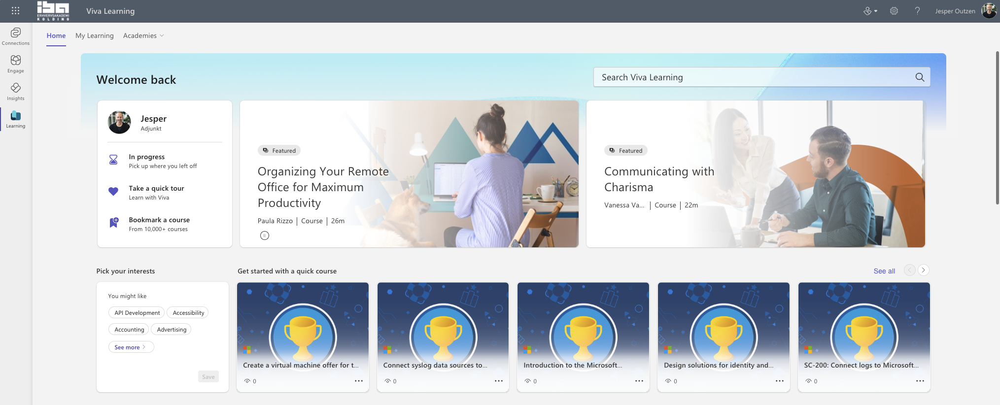 iba
ERHVERVSAKADEMI
KOLDING
Viva Learning
Jesper Outzen
Connections
Engage
Insights
Learning
Home
My Learning
Academies
Welcome back
Search Viva Learning
Jesper
Adjunkt
In progress
Pick up where you left off
Take a quick tour
Learn with Viva
Bookmark a course
From 10,000+ courses
Featured
Organizing Your Remote
Office for Maximum
Productivity
Paula Rizzo | Course | 26m
Featured
Communicating with
Charisma
Vanessa Va... | Course | 22m
Pick your interests
You might like
API Development
Accessibility
Accounting
Advertising
See more
Save
Get started with a quick course
See all
Create a virtual machine offer for t...
0
Connect syslog data sources to...
0
Introduction to the Microsoft...
0
Design solutions for identity and...
0
SC-200: Connect logs to Microsoft...
0